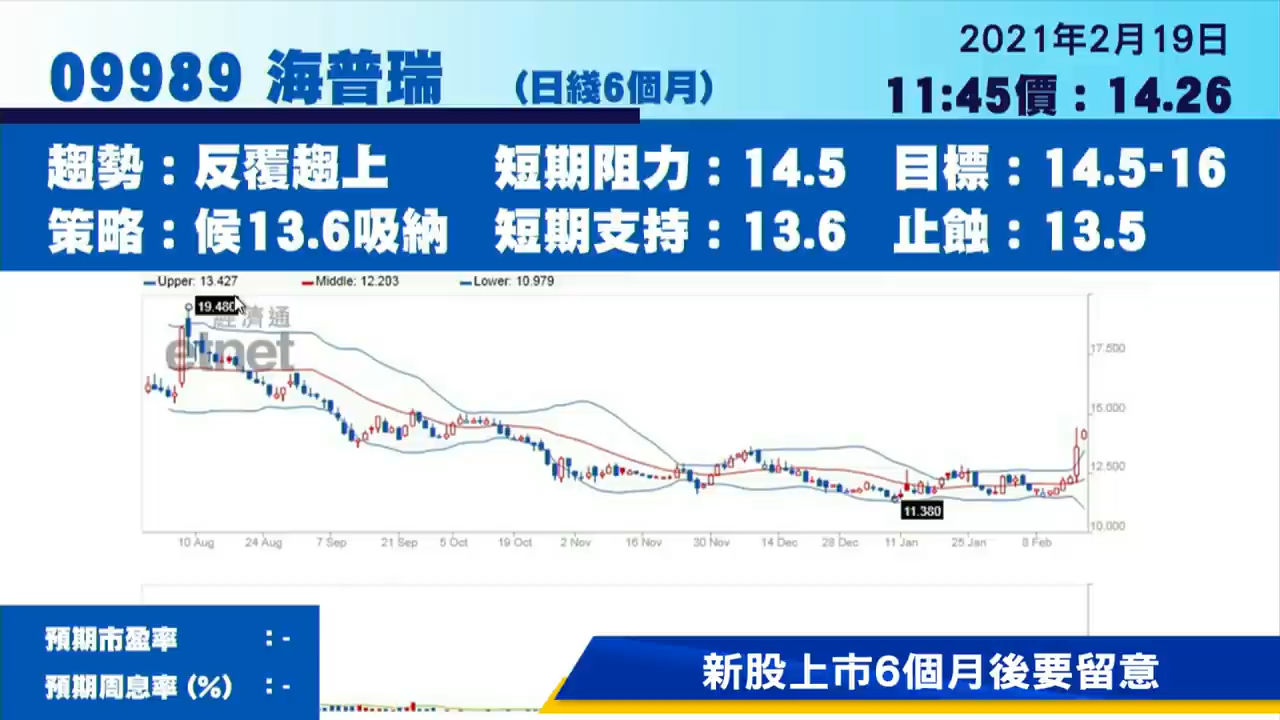 2021年2月19日
09989 海普瑞 (日綫6個月)
11:45價：14.26
趨勢：反覆趨上 短期阻力：14.5 目標：14.5-16
策略：候13.6吸納 短期支持：13.6 止蝕：13.5
Upper: 13.427 Middle: 12.203 Lower: 10.979
19.480
經濟通
etnet
17.500
15.000
12.500
11.380
10.000
10 Aug 24 Aug 7 Sep 21 Sep 5 Oct 19 Oct 2 Nov 16 Nov 30 Nov 14 Dec 28 Dec 11 Jan 25 Jan 8 Feb
預期市盈率 ：-
預期周息率 (%) ：-
新股上市6個月後要留意